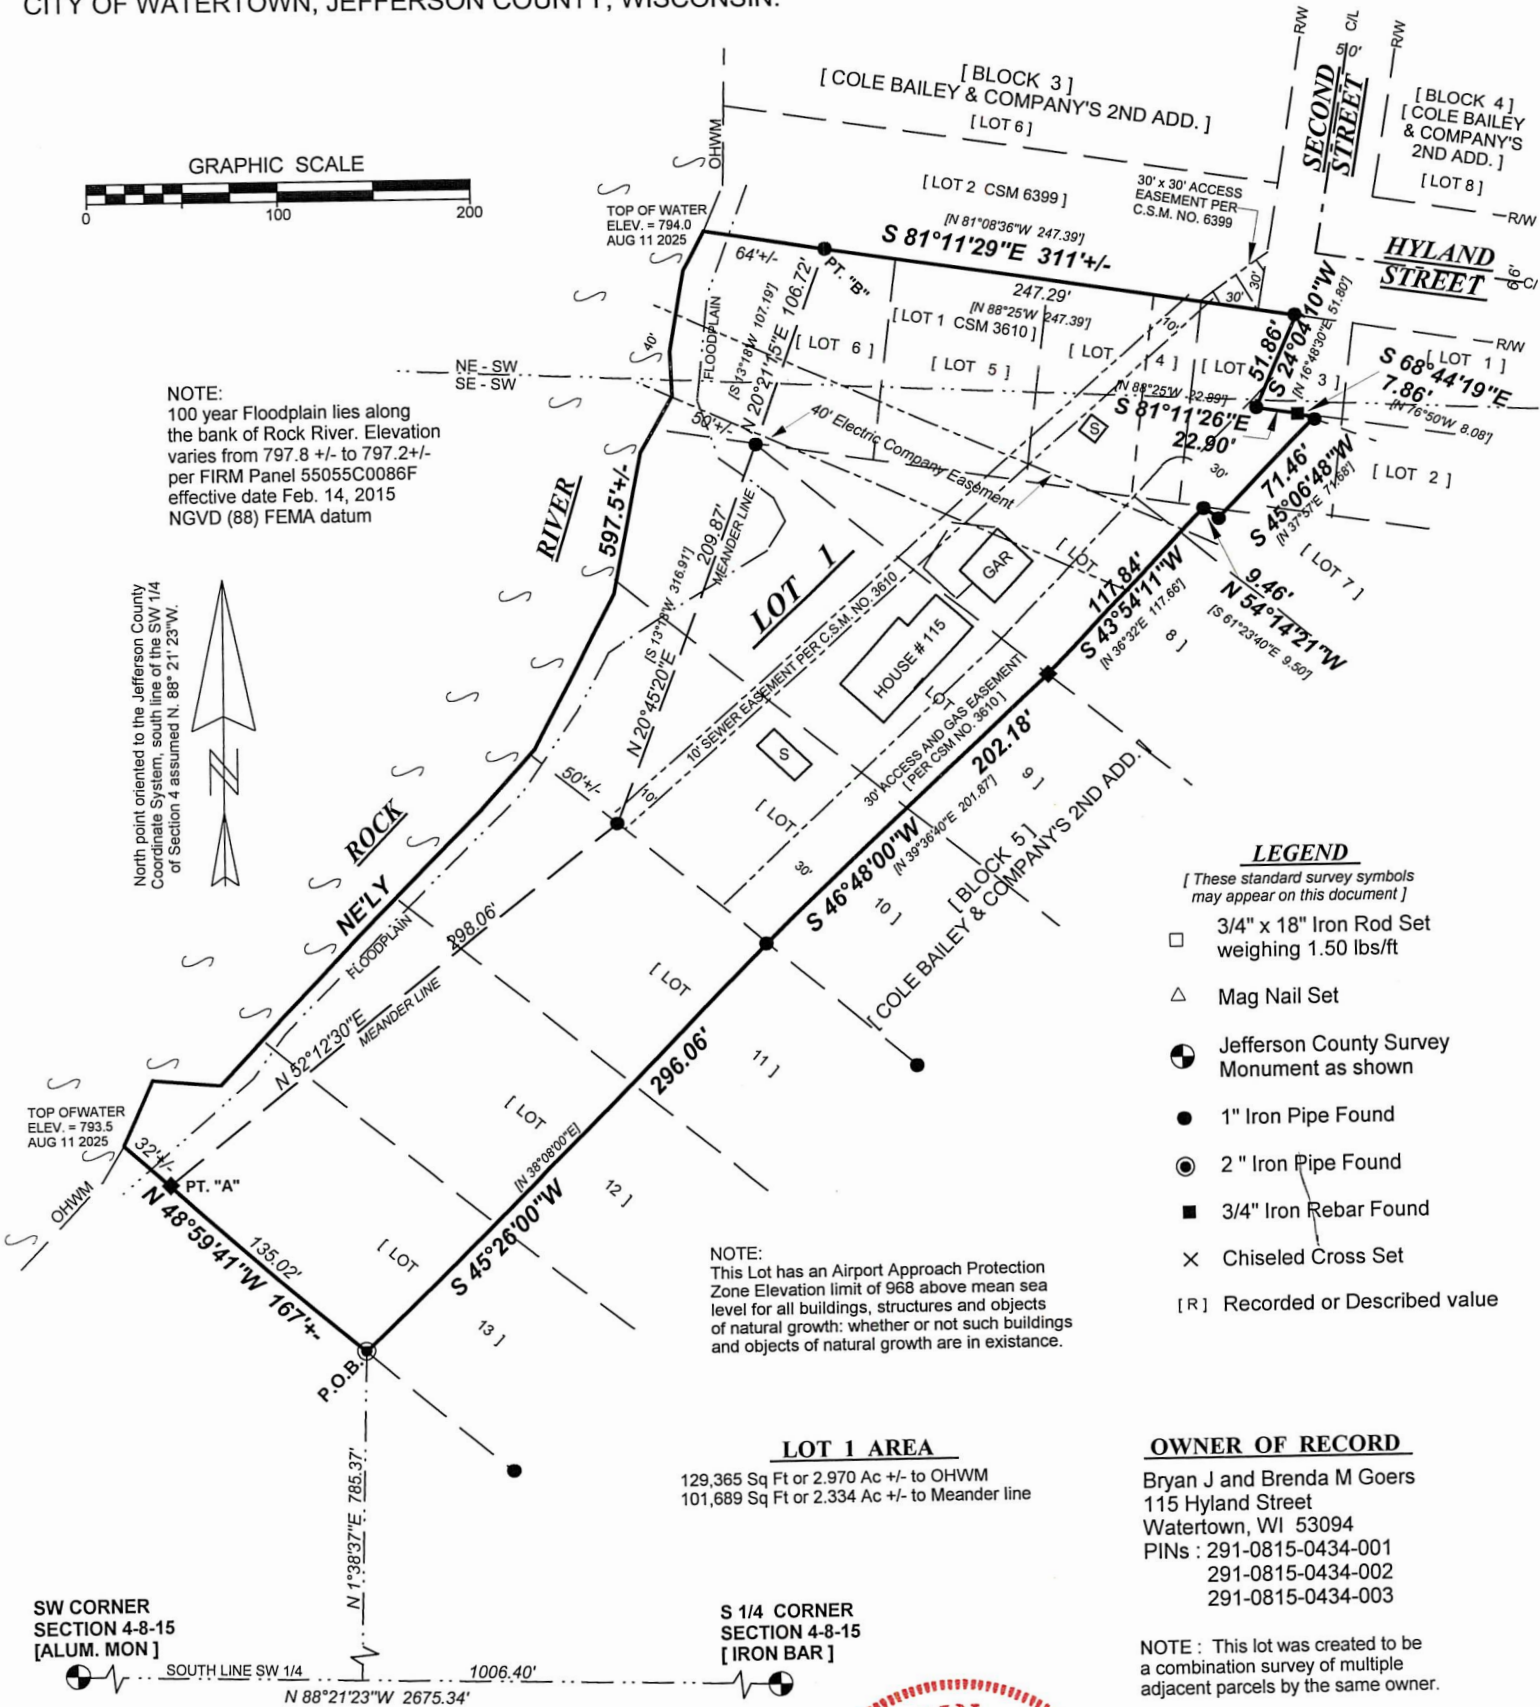 CITY OF WATERTOWN, JEFFERSON COUNTY, WISCONSIN.
GRAPHIC SCALE
0 100 200
OHWM
[ BLOCK 3 ]
[ COLE BAILEY & COMPANY'S 2ND ADD. ]
[ LOT 6 ]
R/W
C/L
R/W
50'
SECOND
STREET
[ BLOCK 4 ]
[ COLE BAILEY
& COMPANY'S
2ND ADD. ]
[ LOT 8 ]
R/W
HYLAND
STREET
66'
C/
R/W
TOP OF WATER
ELEV. = 794.0
AUG 11 2025
[ LOT 2 CSM 6399 ]
30' x 30' ACCESS
EASEMENT PER
C.S.M. NO. 6399
[N 81°08'36"W 247.39']
S 81°11'29"E 311'+/-
64'+/-
PT. "B"
247.29'
[N 88°25'W 247.39']
[ LOT 1 CSM 3610 ]
30'
30'
10'
51.86'
S 24°04'10"W
[N 16°48'30"E 51.80']
[ LOT 6 ]
[ LOT 5 ]
[ LOT 4 ]
[ LOT 3 ]
[ LOT 1 ]
S 68°44'19"E
7.86'
[N 76°50'W 8.08']
[N 88°25'W 22.89']
S 81°11'26"E
22.90'
S
30'
[ LOT 2 ]
71.46'
S 45°06'48"W
[N 37°57'E 71.68']
[ LOT 7 ]
NE - SW
SE - SW
40'
FLOODPLAIN
[S 13°18'W 107.19']
N 20°21'15"E 106.72'
50'+/-
40' Electric Company Easement
NOTE:
100 year Floodplain lies along
the bank of Rock River. Elevation
varies from 797.8 +/- to 797.2+/-
per FIRM Panel 55055C0086F
effective date Feb. 14, 2015
NGVD (88) FEMA datum
RIVER
597.5'+/-
209.87'
MEANDER LINE
[S 13°18'W 316.91']
N 20°45'20"E
LOT 1
GAR
HOUSE # 115
10' SEWER EASEMENT PER C.S.M. NO. 3610
[ LOT
8 ]
117.84'
S 43°54'11"W
[N 36°32'E 117.66']
9.46'
N 54°14'21"W
[S 61°23'40"E 9.50']
North point oriented to the Jefferson County
Coordinate System, south line of the SW 1/4
of Section 4 assumed N. 88° 21' 23"W.
N
50'+/-
10'
S
LOT
9 ]
30' ACCESS AND GAS EASEMENT
[ PER CSM NO. 3610 ]
202.18'
S 46°48'00"W
[N 39°36'40"E 201.87']
[ LOT
10 ]
30'
[ BLOCK 5 ]
[ COLE BAILEY & COMPANY'S 2ND ADD. ]
ROCK
NE'LY
FLOODPLAIN
298.06'
N 52°12'30"E
MEANDER LINE
[ LOT
11 ]
296.06'
[N 38°08'00"E]
S 45°26'00"W
[ LOT
12 ]
[ LOT
13 ]
TOP OFWATER
ELEV. = 793.5
AUG 11 2025
32'+/-
OHWM
PT. "A"
135.02'
N 48°59'41"W 167'+-
P.O.B.
LEGEND
[ These standard survey symbols
may appear on this document ]
3/4" x 18" Iron Rod Set
weighing 1.50 lbs/ft
Mag Nail Set
Jefferson County Survey
Monument as shown
1" Iron Pipe Found
2 " Iron Pipe Found
3/4" Iron Rebar Found
Chiseled Cross Set
[ R ] Recorded or Described value
NOTE:
This Lot has an Airport Approach Protection
Zone Elevation limit of 968 above mean sea
level for all buildings, structures and objects
of natural growth: whether or not such buildings
and objects of natural growth are in existance.
LOT 1 AREA
129,365 Sq Ft or 2.970 Ac +/- to OHWM
101,689 Sq Ft or 2.334 Ac +/- to Meander line
OWNER OF RECORD
Bryan J and Brenda M Goers
115 Hyland Street
Watertown, WI 53094
PINs : 291-0815-0434-001
291-0815-0434-002
291-0815-0434-003
N 1°38'37"E 785.37'
SW CORNER
SECTION 4-8-15
[ALUM. MON ]
S 1/4 CORNER
SECTION 4-8-15
[ IRON BAR ]
SOUTH LINE SW 1/4
1006.40'
N 88°21'23"W 2675.34'
NOTE : This lot was created to be
a combination survey of multiple
adjacent parcels by the same owner.